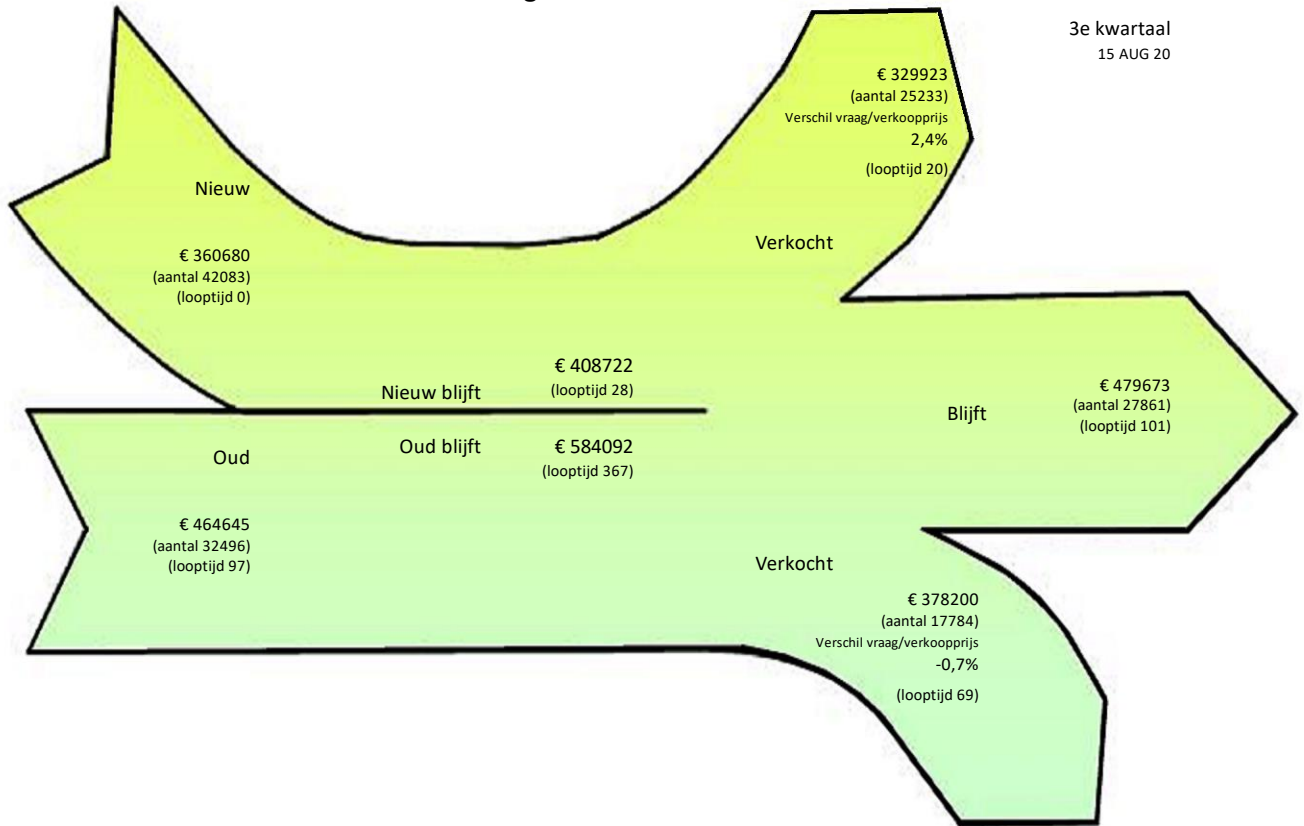 3e kwartaal
15 AUG 20
€ 329923
(aantal 25233)
Verschil vraag/verkoopprijs
2,4%
(looptijd 20)
Nieuw
Verkocht
€ 360680
(aantal 42083)
(looptijd 0)
€ 408722
Nieuw blijft
(looptijd 28)
€ 479673
(aantal 27861)
(looptijd 101)
Blijft
Oud blijft
€ 584092
(looptijd 367)
Oud
€ 464645
(aantal 32496)
(looptijd 97)
Verkocht
€ 378200
(aantal 17784)
Verschil vraag/verkoopprijs
-0,7%
(looptijd 69)